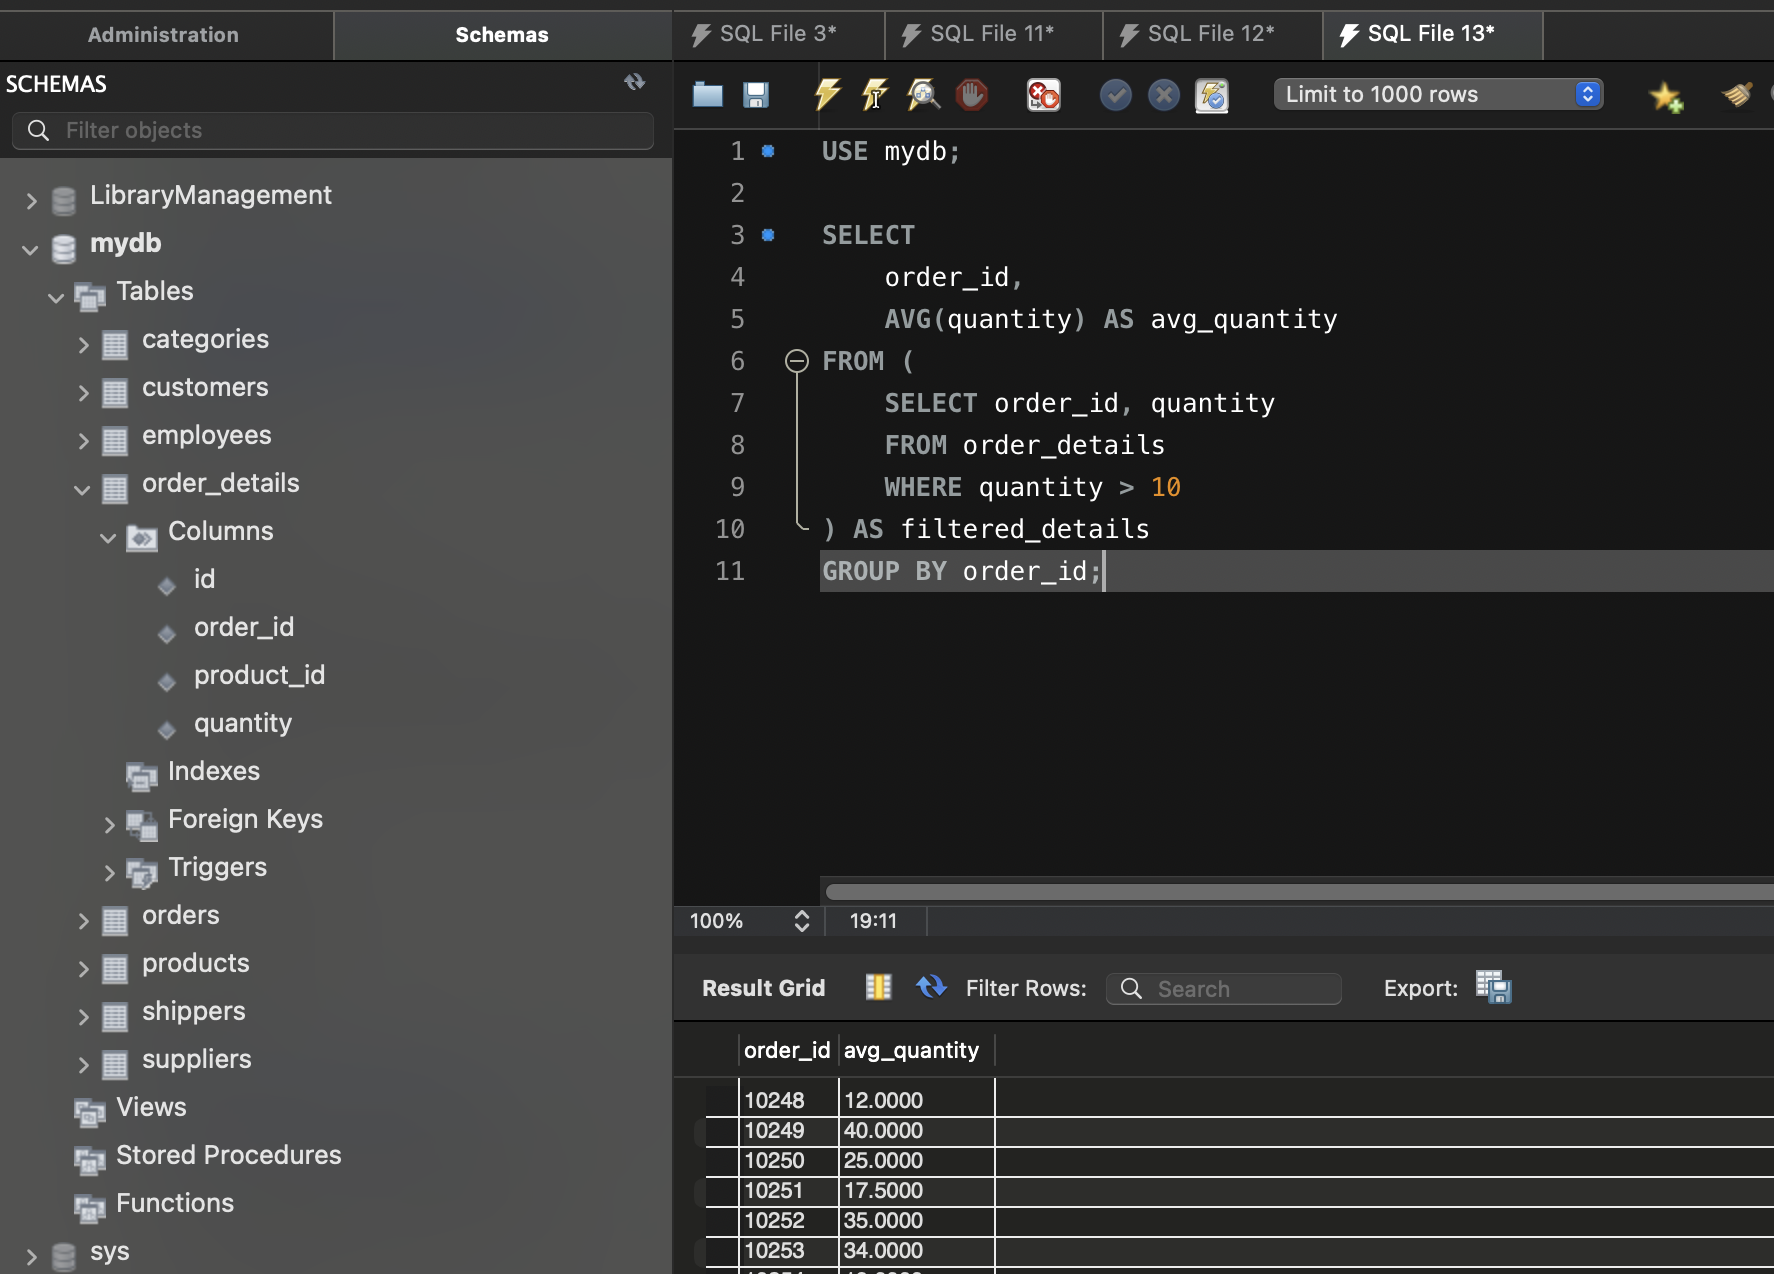 Administration
Schemas
SQL File 3*
SQL File 11*
SQL File 12*
SQL File 13*
SCHEMAS
Filter objects
Limit to 1000 rows
LibraryManagement
mydb
Tables
categories
customers
employees
order_details
Columns
id
order_id
product_id
quantity
Indexes
Foreign Keys
Triggers
orders
products
shippers
suppliers
Views
Stored Procedures
Functions
sys
1 USE mydb;
2
3 SELECT
4 order_id,
5 AVG(quantity) AS avg_quantity
6 FROM (
7 SELECT order_id, quantity
8 FROM order_details
9 WHERE quantity > 10
10 ) AS filtered_details
11 GROUP BY order_id;
100% 19:11
Result Grid Filter Rows: Search Export:
order_id avg_quantity
10248 12.0000
10249 40.0000
10250 25.0000
10251 17.5000
10252 35.0000
10253 34.0000